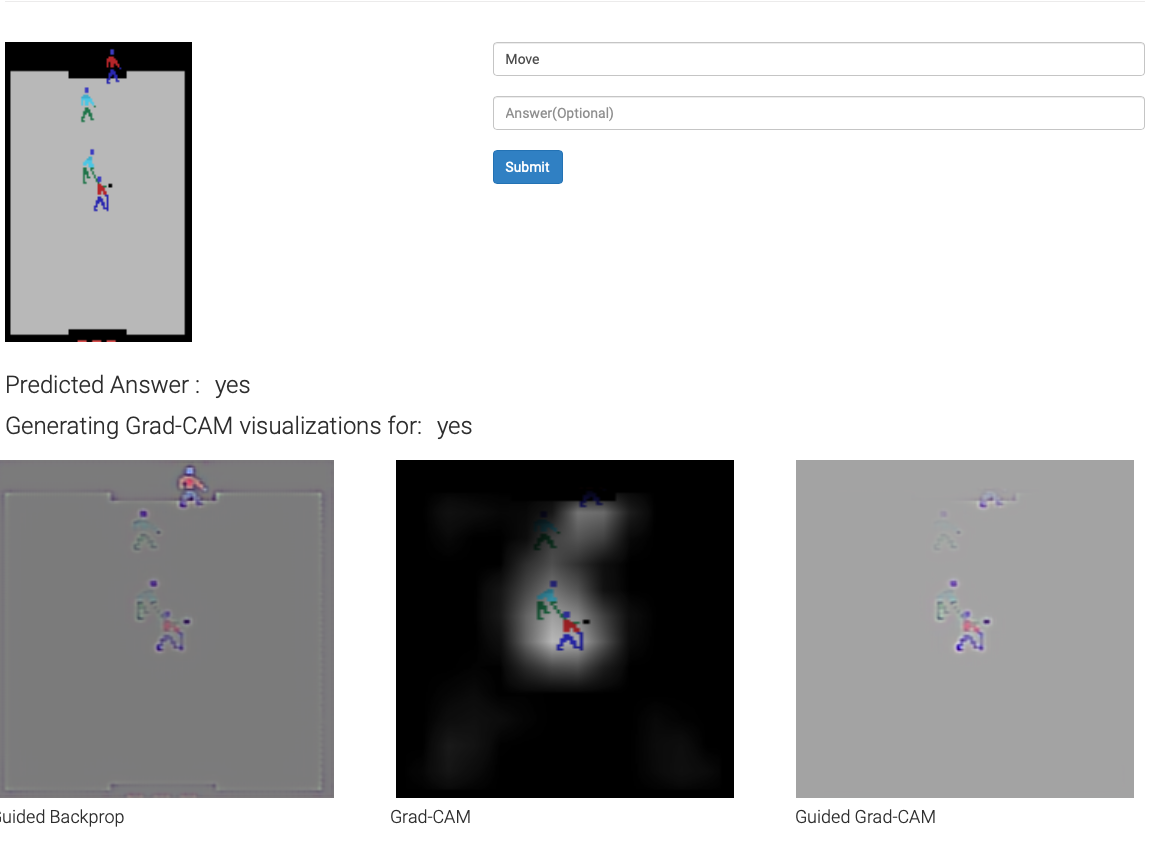 Move
Answer(Optional)
Submit
Predicted Answer : yes
Generating Grad-CAM visualizations for: yes
uided Backprop
Grad-CAM
Guided Grad-CAM